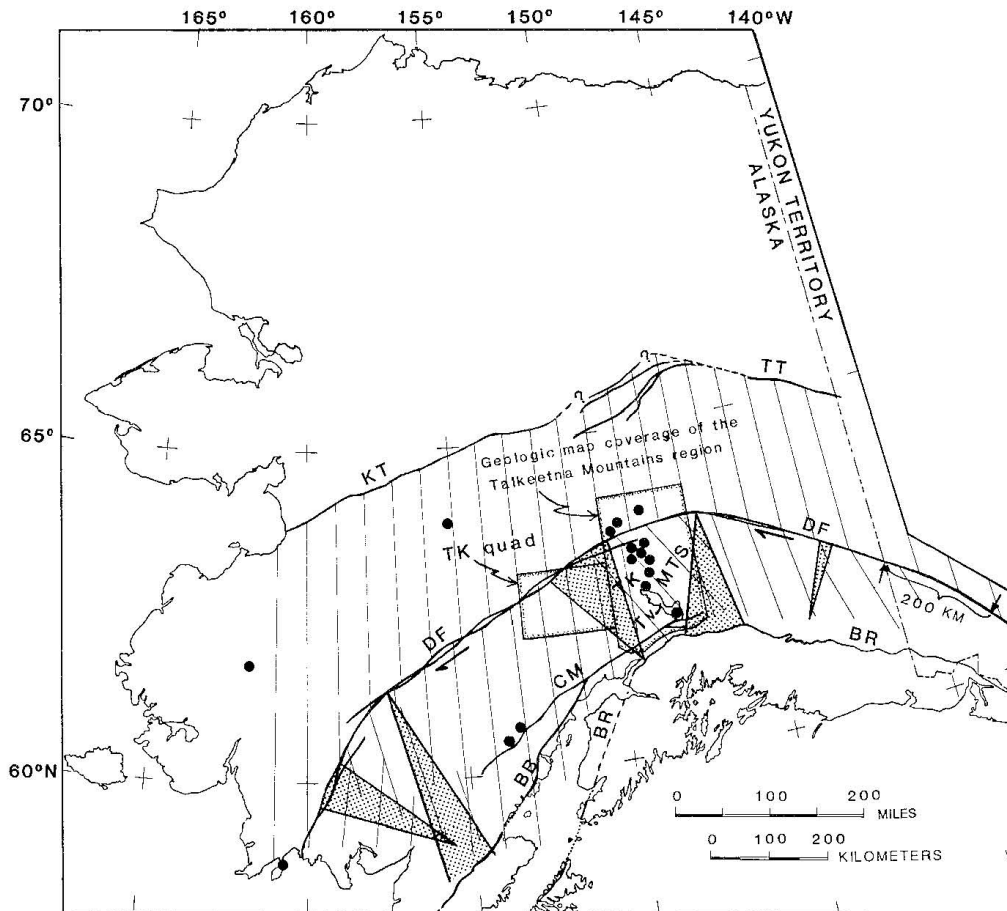 165° 160° 155° 150° 145° 140°W
70°
YUKON TERRITORY
ALASKA
?
TT
?
65°
Geologic map coverage of the
Talkeetna Mountains region
KT
DF
TK quad
TK
MTS
200 KM
DF
BR
CM
BR
BB
60°N
0 100 200
MILES
0 100 200
KILOMETERS